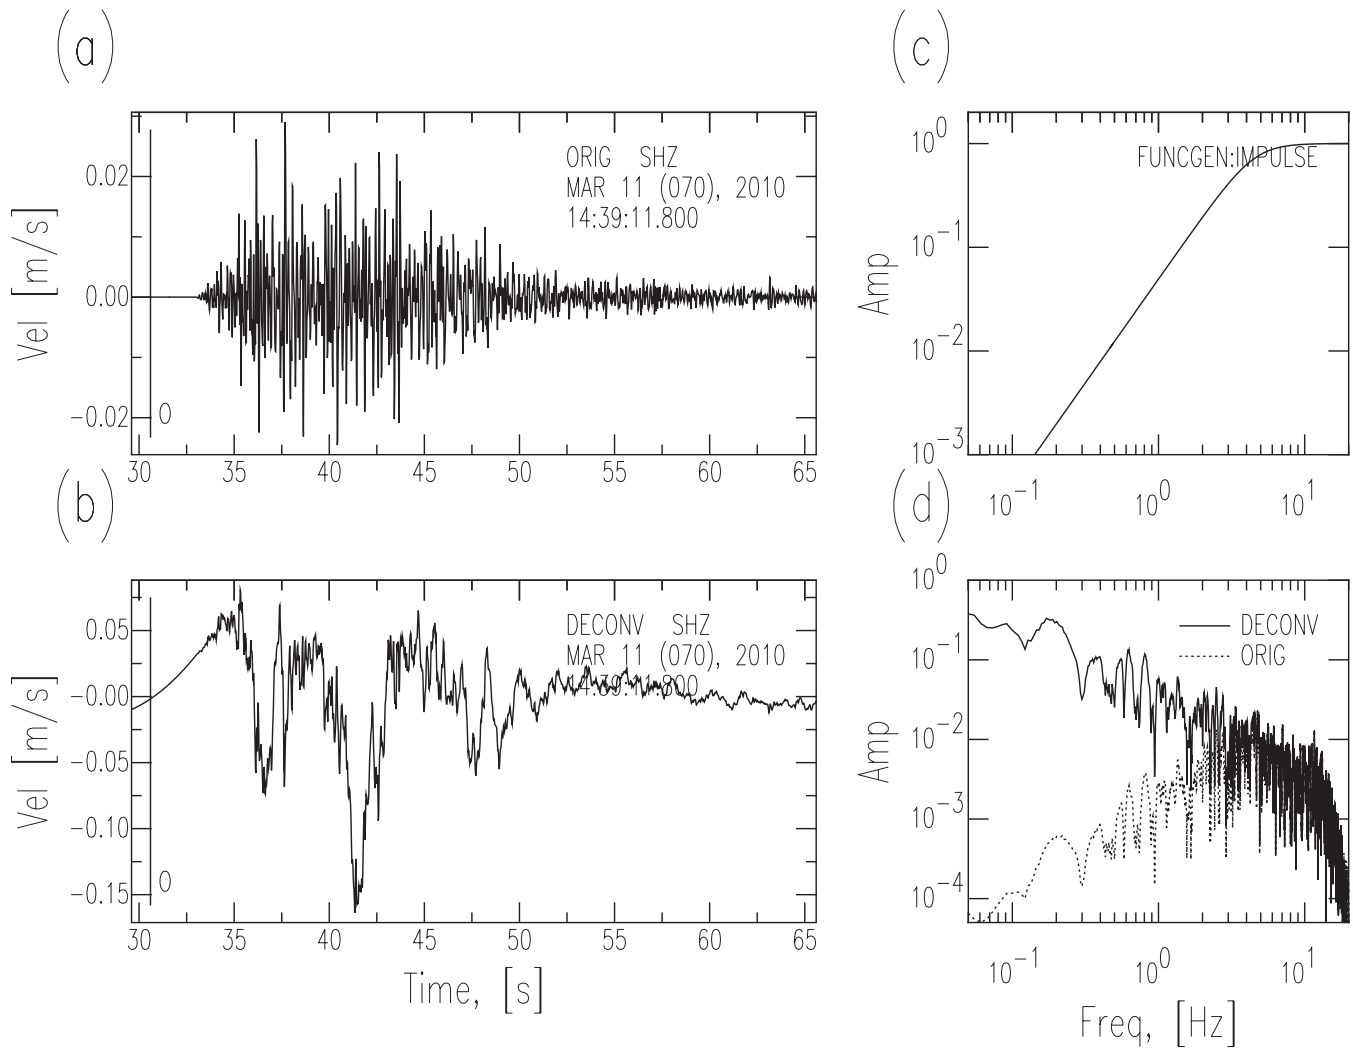 (a)
Vel [m/s]
0.02
0.00
-0.02
ORIG SHZ
MAR 11 (070), 2010
14:39:11.800
0
30 35 40 45 50 55 60 65
(b)
Vel [m/s]
0.05
-0.00
-0.05
-0.10
-0.15
DECONV SHZ
MAR 11 (070), 2010
14:39:11.800
0
30 35 40 45 50 55 60 65
Time, [s]
(c)
Amp
10^0
10^-1
10^-2
10^-3
FUNCGEN:IMPULSE
10^-1 10^0 10^1
(d)
Amp
10^0
10^-1
10^-2
10^-3
10^-4
DECONV
ORIG
10^-1 10^0 10^1
Freq, [Hz]